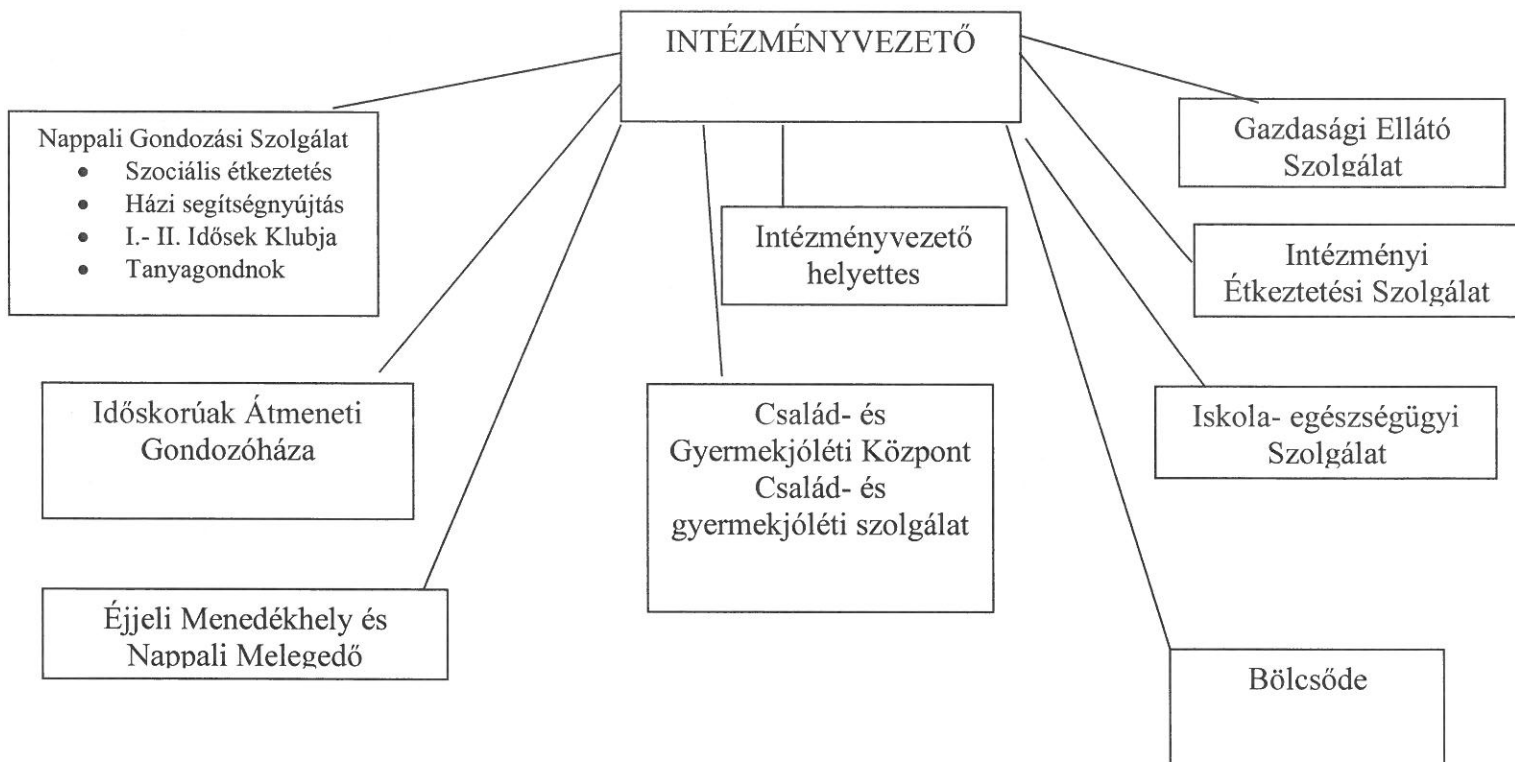 INTÉZMÉNYVEZETŐ
Nappali Gondozási Szolgálat
• Szociális étkeztetés
• Házi segítségnyújtás
• I.- II. Idősek Klubja
• Tanyagondnok
Gazdasági Ellátó
Szolgálat
Intézményvezető
helyettes
Intézményi
Étkeztetési Szolgálat
Időskorúak Átmeneti
Gondozóháza
Család- és
Gyermekjóléti Központ
Család- és
gyermekjóléti szolgálat
Iskola- egészségügyi
Szolgálat
Éjjeli Menedékhely és
Nappali Melegedő
Bölcsőde